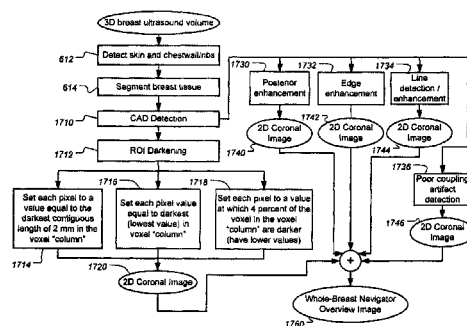 3D breast ultrasound volume
612
Detect skin and chestwall/ribs
614
Segment breast tissue
1710
CAD Detection
1712
ROI Darkening
1730
Posterior
enhancement
1732
Edge
enhancement
1734
Line detection /
enhancement
2D Coronal
Image
1740
1742
2D Coronal
Image
2D Coronal
Image
1744
1736
Poor coupling
artifact
detection
2D Coronal
Image
1746
Set each pixel to a
value equal to the
darkest contiguous
length of 2 mm in
the voxel "column"
1714
1716
Set each pixel value
equal to darkest
(lowest value) in
voxel "column"
1718
Set each pixel to a value
at which 4 percent of the
voxel in the voxel
"column" are darker
(have lower values)
1720
2D Coronal Image
+
Whole-Breast Navigator
Overview Image
1760